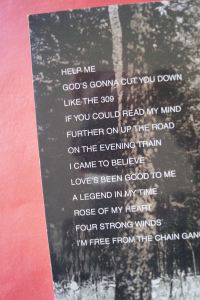 HELP ME
GOD'S GONNA CUT YOU DOWN
LIKE THE 309
IF YOU COULD READ MY MIND
FURTHER ON UP THE ROAD
ON THE EVENING TRAIN
I CAME TO BELIEVE
LOVE'S BEEN GOOD TO ME
A LEGEND IN MY TIME
ROSE OF MY HEART
FOUR STRONG WINDS
I'M FREE FROM THE CHAIN GANG